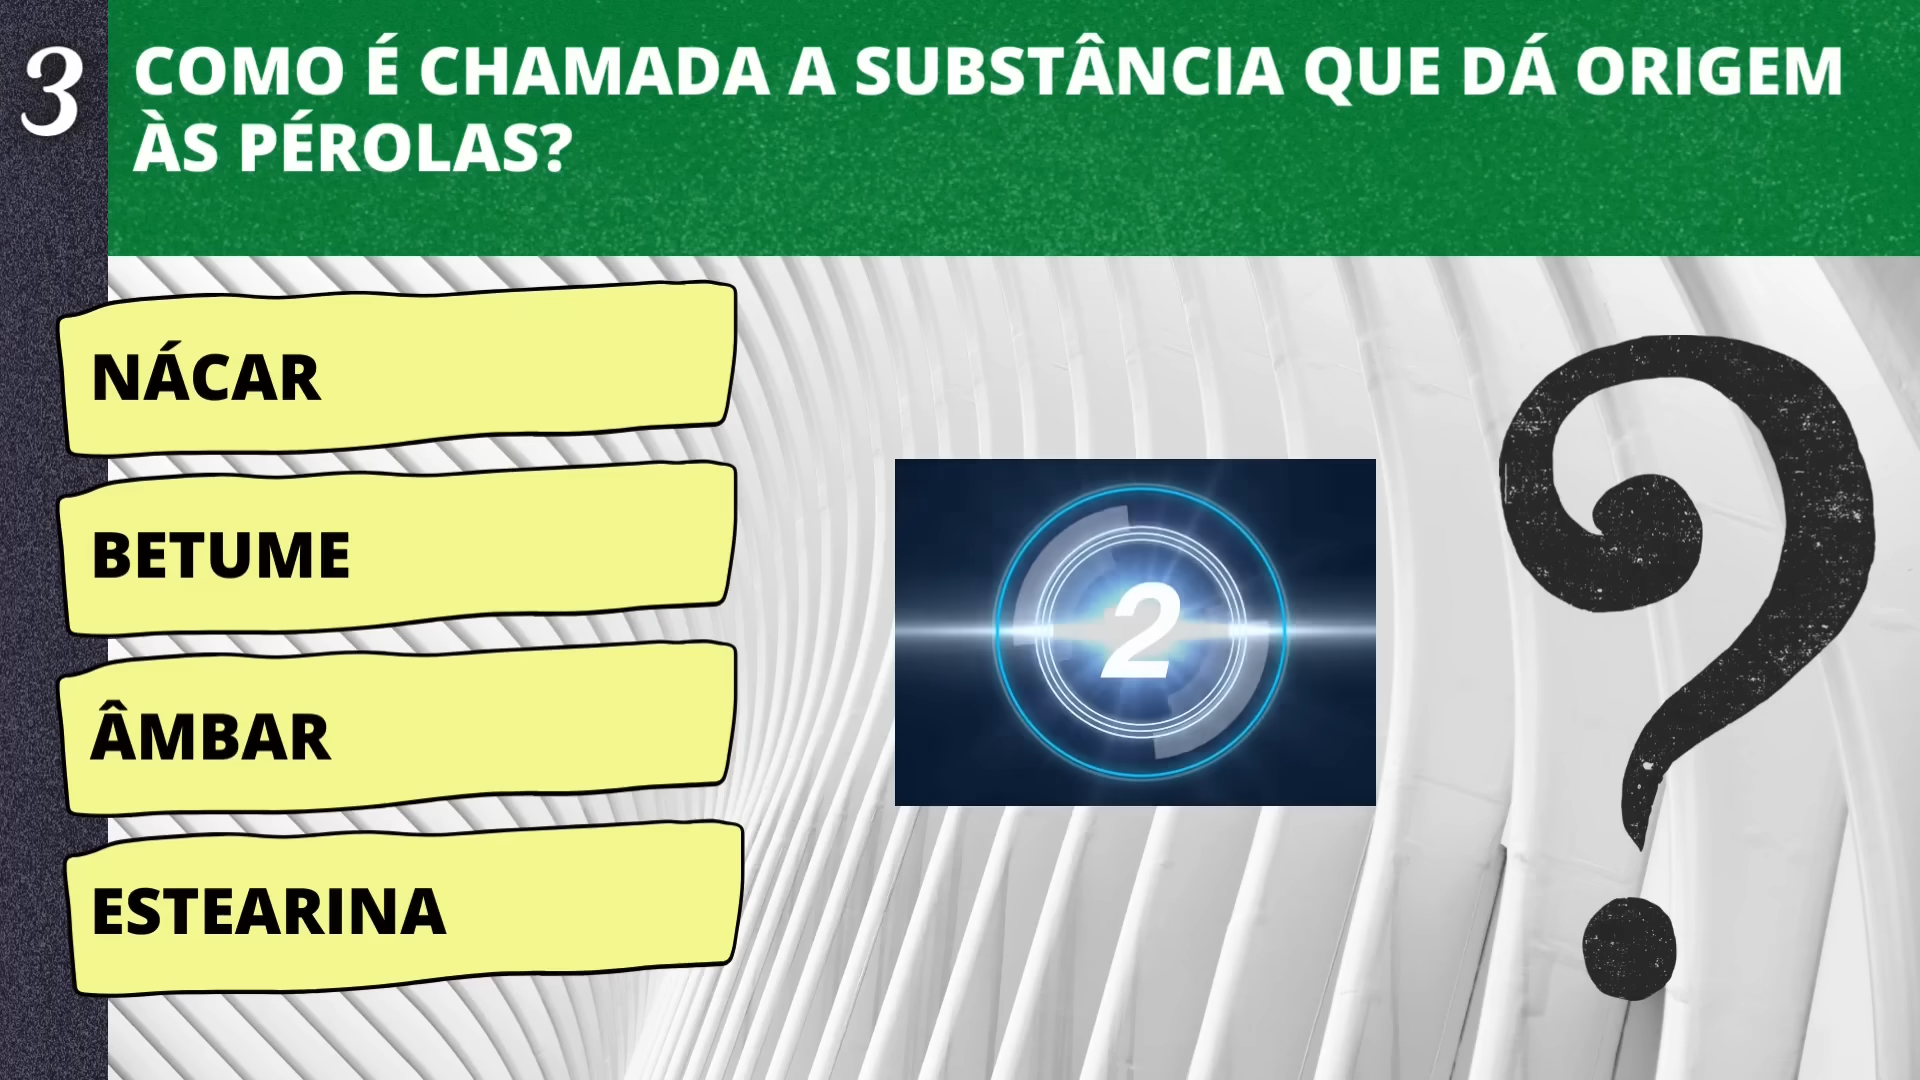 3
COMO É CHAMADA A SUBSTÂNCIA QUE DÁ ORIGEM
ÀS PÉROLAS?
NÁCAR
BETUME
ÂMBAR
ESTEARINA
2
?